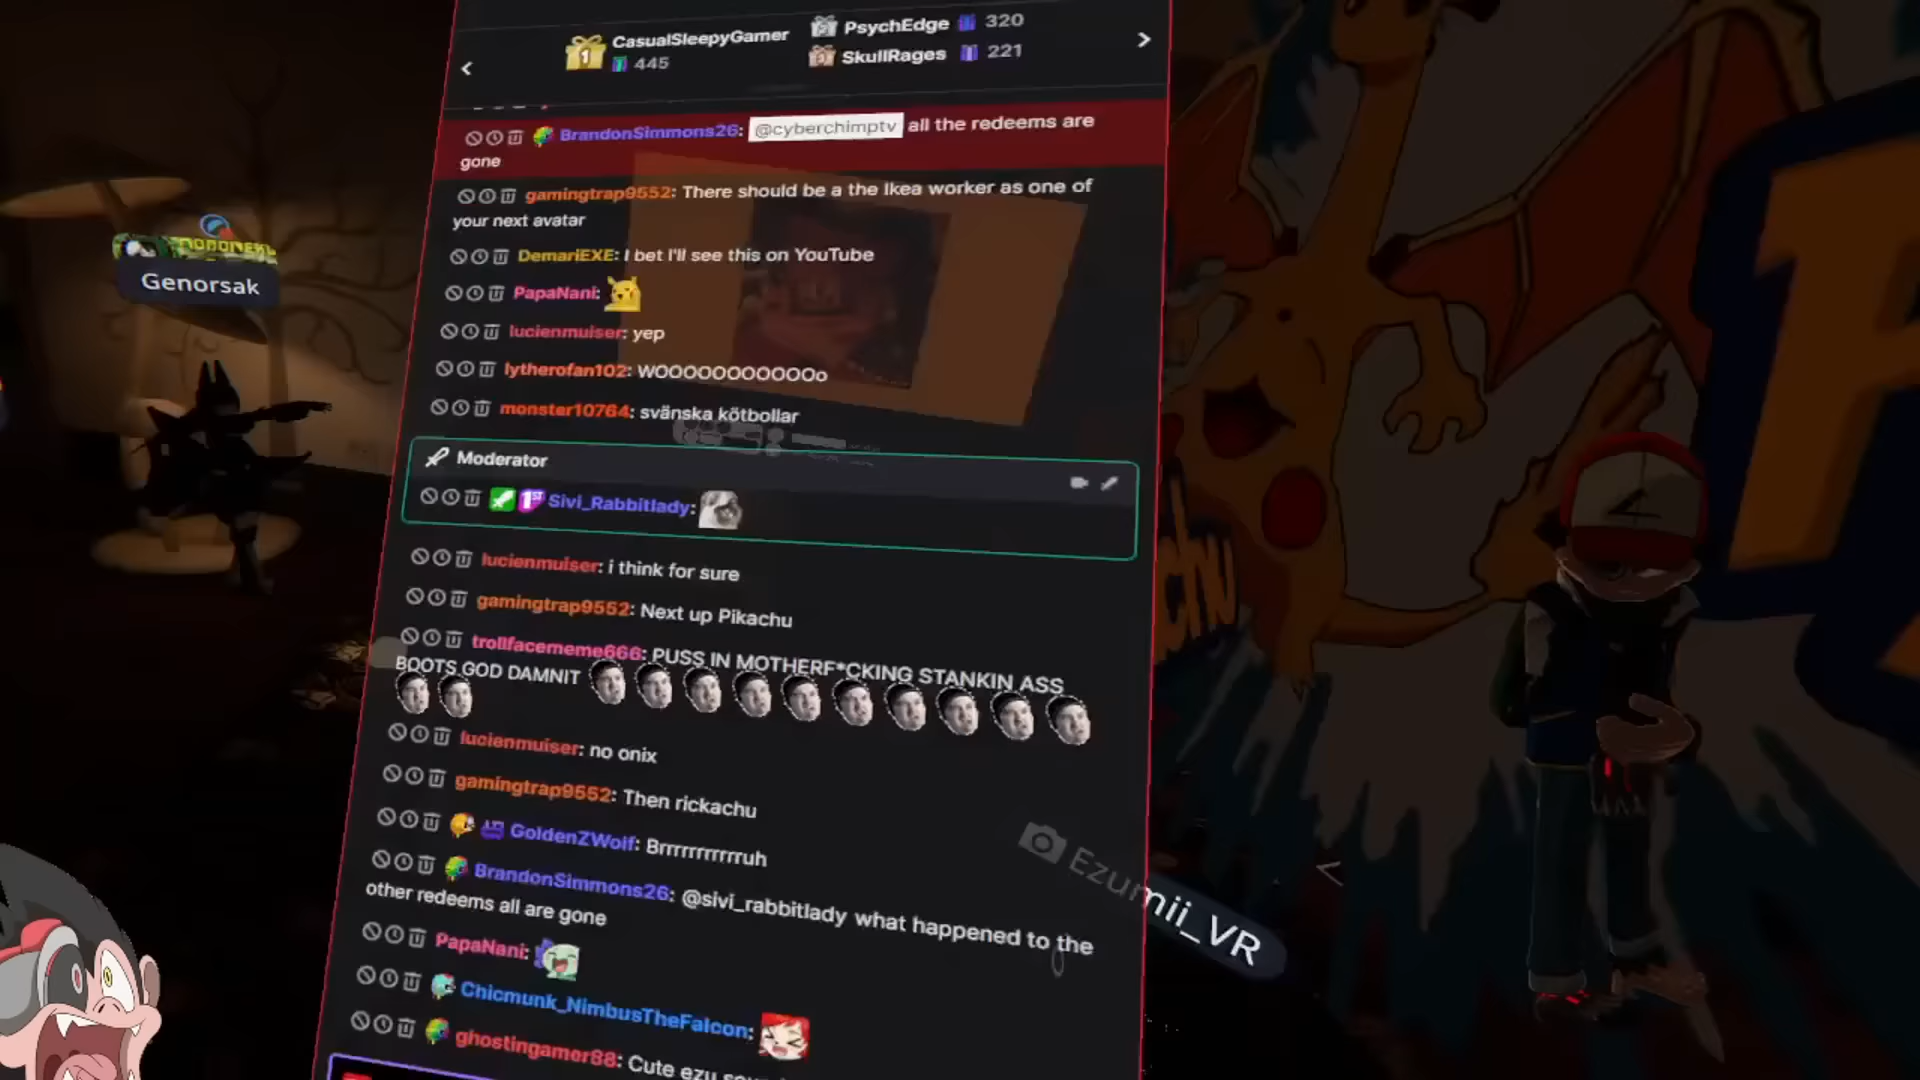 CasualSleepyGamer
445
PsychEdge 320
SkullRages 221
BrandonSimmons26: @cyberchimptv all the redeems are
gone
gamingtrap9552: There should be a the Ikea worker as one of
your next avatar
DemariEXE: I bet I'll see this on YouTube
PapaNani:
lucienmuiser: yep
lytherofan102: WOOOOOOOOOOOo
monster10764: svänska kötbollar
Moderator
Sivi_Rabbitlady:
lucienmuiser: i think for sure
gamingtrap9552: Next up Pikachu
trollfacememe666: PUSS IN MOTHERF*CKING STANKIN ASS
BOOTS GOD DAMNIT
lucienmuiser: no onix
gamingtrap9552: Then rickachu
GoldenZWolf: Brrrrrrrrrrruh
BrandonSimmons26: @sivi_rabbitlady what happened to the
other redeems all are gone
PapaNani:
Chicmunk_NimbusTheFalcon:
ghostingamer88: Cute ezu
Genorsak
Ezumii_VR